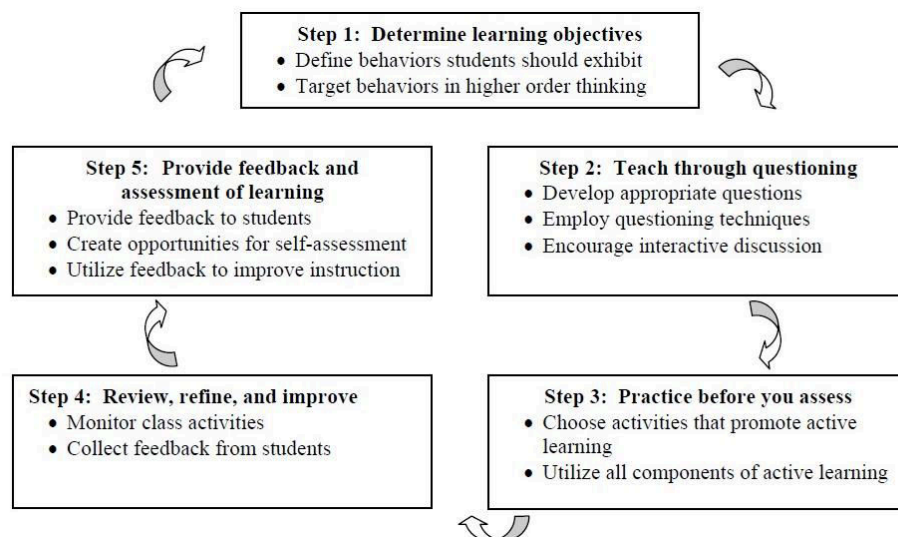 Step 1: Determine learning objectives
• Define behaviors students should exhibit
• Target behaviors in higher order thinking
Step 2: Teach through questioning
• Develop appropriate questions
• Employ questioning techniques
• Encourage interactive discussion
Step 3: Practice before you assess
• Choose activities that promote active
learning
• Utilize all components of active learning
Step 4: Review, refine, and improve
• Monitor class activities
• Collect feedback from students
Step 5: Provide feedback and
assessment of learning
• Provide feedback to students
• Create opportunities for self-assessment
• Utilize feedback to improve instruction